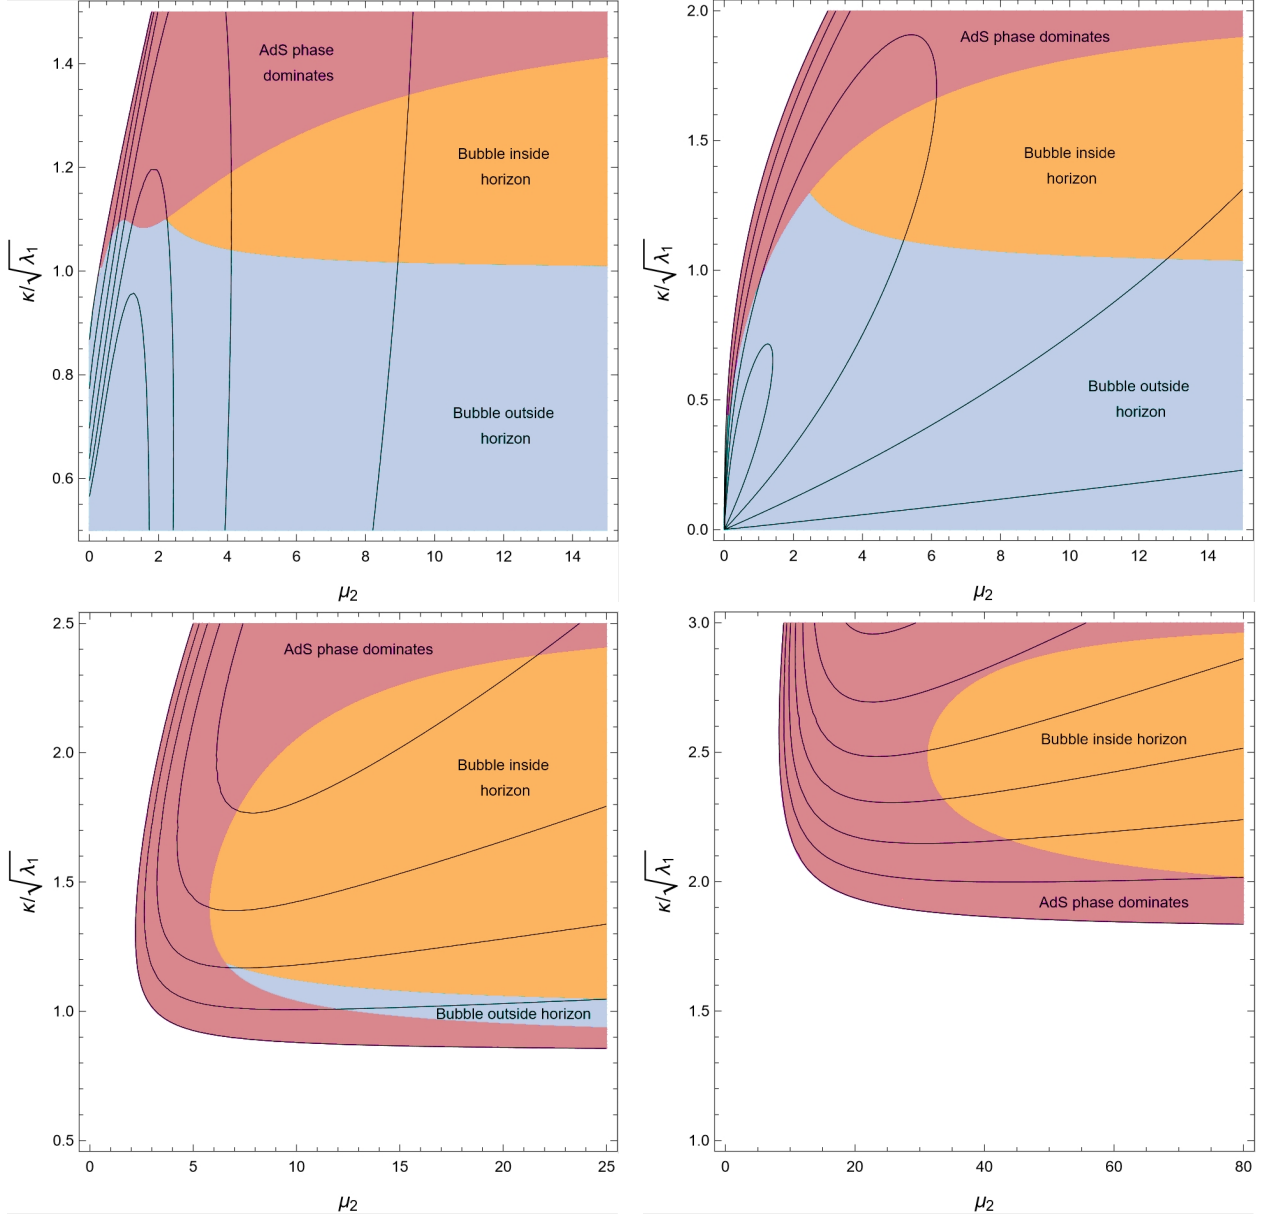 AdS phase
dominates
Bubble inside
horizon
Bubble outside
horizon
κ/√λ₁
1.4
1.2
1.0
0.8
0.6
0 2 4 6 8 10 12 14
μ₂
AdS phase dominates
Bubble inside
horizon
Bubble outside
horizon
κ/√λ₁
2.0
1.5
1.0
0.5
0.0
0 2 4 6 8 10 12 14
μ₂
AdS phase dominates
Bubble inside
horizon
Bubble outside horizon
κ/√λ₁
2.5
2.0
1.5
1.0
0.5
0 5 10 15 20 25
μ₂
Bubble inside horizon
AdS phase dominates
κ/√λ₁
3.0
2.5
2.0
1.5
1.0
0 20 40 60 80
μ₂